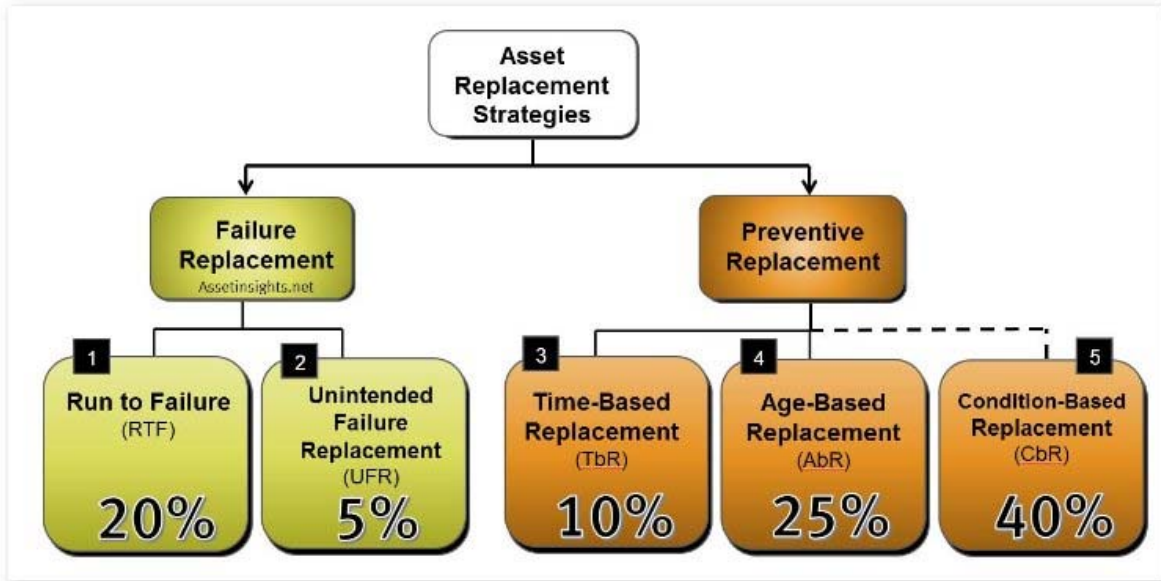 Asset
Replacement
Strategies
Failure
Replacement
Assetinsights.net
Preventive
Replacement
1
Run to Failure
(RTF)
20%
2
Unintended
Failure
Replacement
(UFR)
5%
3
Time-Based
Replacement
(TbR)
10%
4
Age-Based
Replacement
(AbR)
25%
5
Condition-Based
Replacement
(CbR)
40%